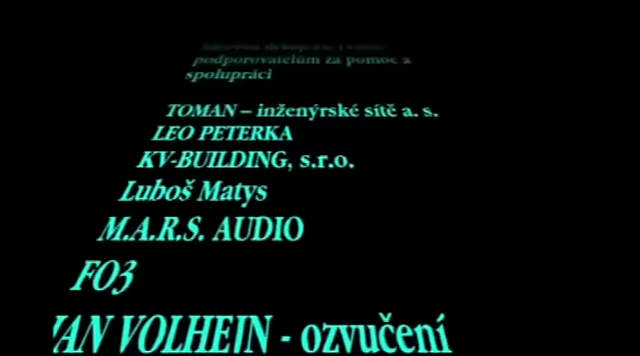 podporovatelům za pomoc a
spolupráci
TOMAN – inženýrské sítě a. s.
LEO PETERKA
KV-BUILDING, s.r.o.
Luboš Matys
M.A.R.S. AUDIO
FO3
VOLHEIN - ozvučení